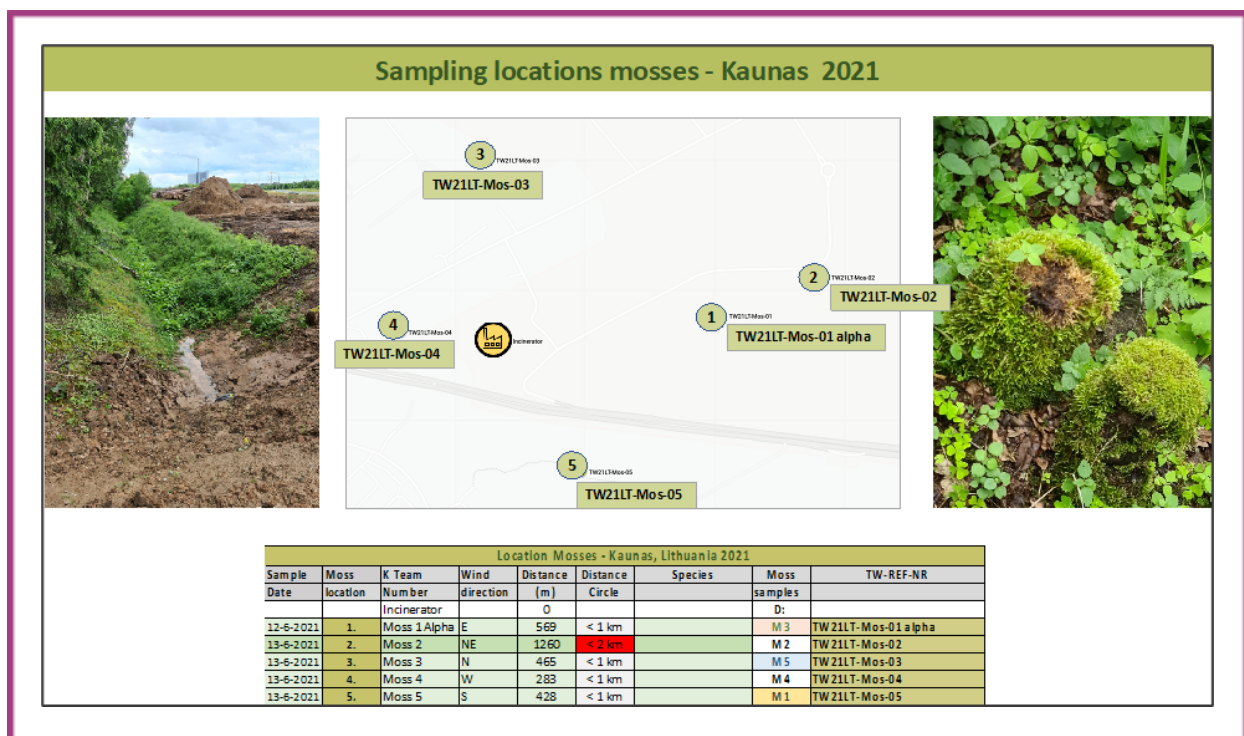 Sampling locations mosses - Kaunas 2021
3 TW21LT-Mos-03
TW21LT-Mos-03
2 TW21LT-Mos-02
TW21LT-Mos-02
1 TW21LT-Mos-01
TW21LT-Mos-01 alpha
4 TW21LT-Mos-04
TW21LT-Mos-04
Incinerator
5 TW21LT-Mos-05
TW21LT-Mos-05
Location Mosses - Kaunas, Lithuania 2021
Sample Moss K Team Wind Distance Distance Species Moss TW-REF-NR
Date location Number direction (m) Circle samples
Incinerator 0 D:
12-6-2021 1. Moss 1 Alpha E 569 < 1 km M3 TW21LT-Mos-01 alpha
13-6-2021 2. Moss 2 NE 1260 < 2 km M2 TW21LT-Mos-02
13-6-2021 3. Moss 3 N 465 < 1 km M5 TW21LT-Mos-03
13-6-2021 4. Moss 4 W 283 < 1 km M4 TW21LT-Mos-04
13-6-2021 5. Moss 5 S 428 < 1 km M1 TW21LT-Mos-05